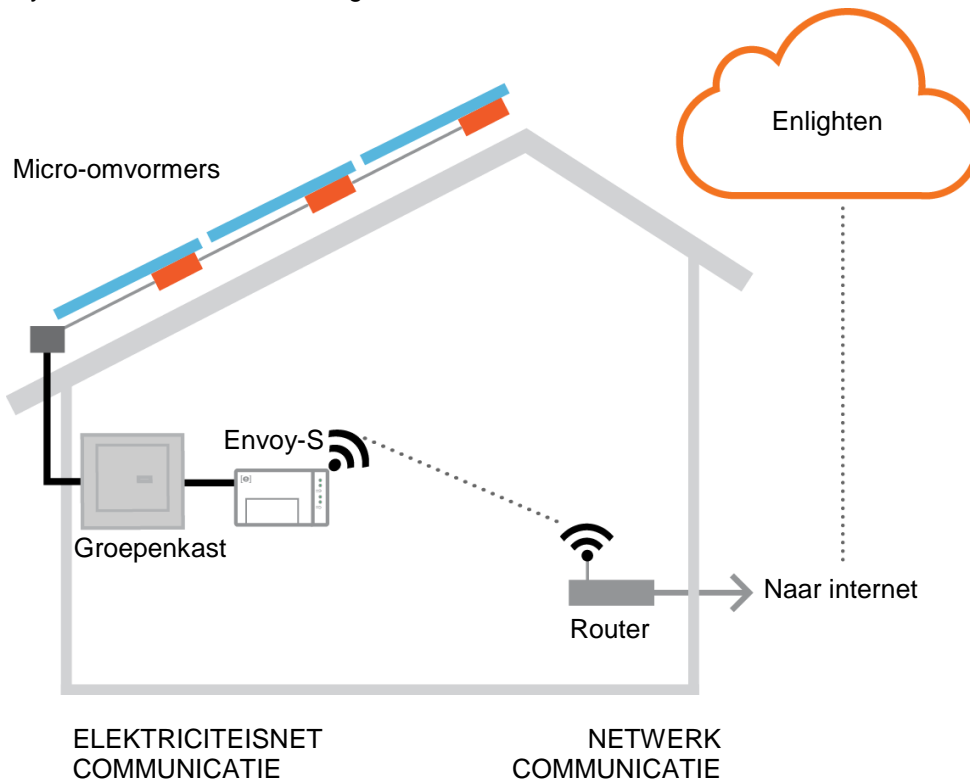 Enlighten
Micro-omvormers
Envoy-S
Groepenkast
Naar internet
Router
ELEKTRICITEISNET
COMMUNICATIE
NETWERK
COMMUNICATIE